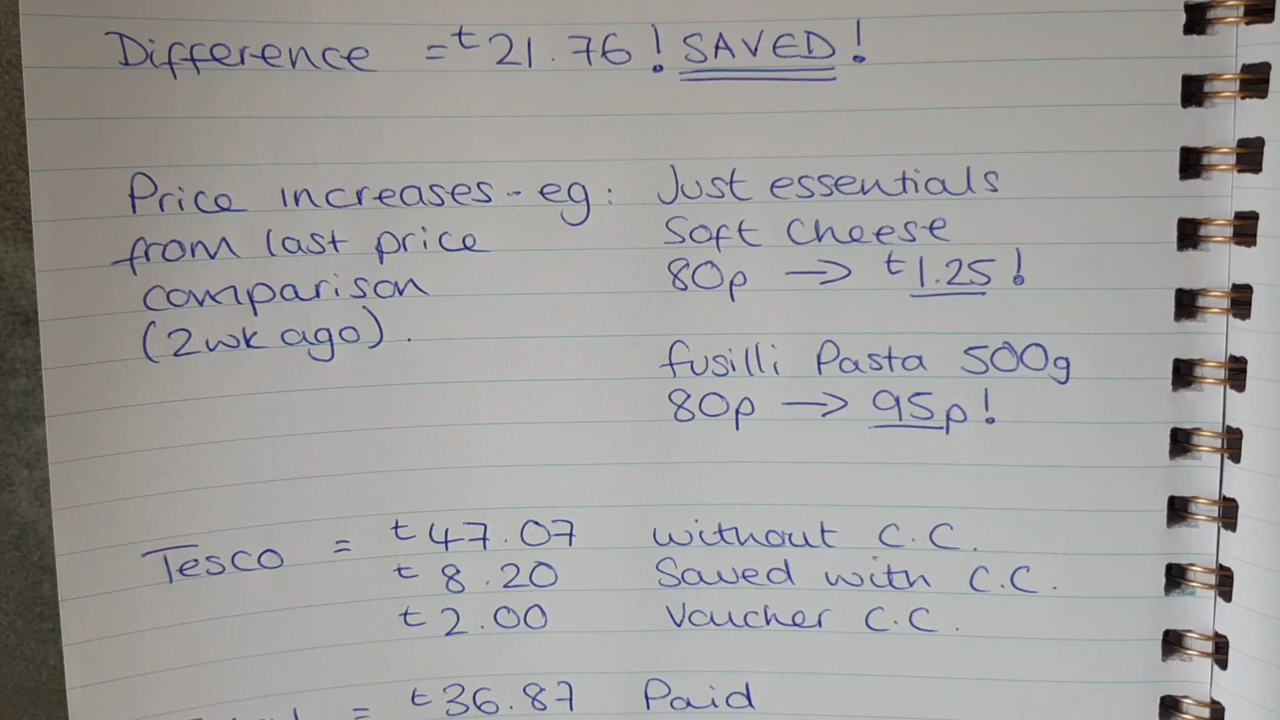 Difference = £21.76! SAVED!
Price increases - eg: Just essentials
from last price Soft Cheese
comparison 80p → £1.25!
(2wk ago).
fusilli Pasta 500g
80p → 95p!
Tesco = £47.07 without C.C.
£8.20 Saved with C.C.
£2.00 Voucher C.C.
= £36.87 Paid